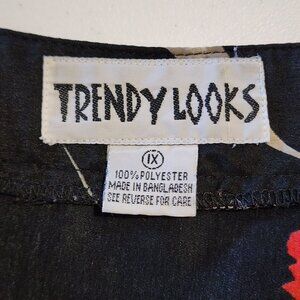 TRENDY LOOKS
1X
100% POLYESTER
MADE IN BANGLADESH
SEE REVERSE FOR CARE